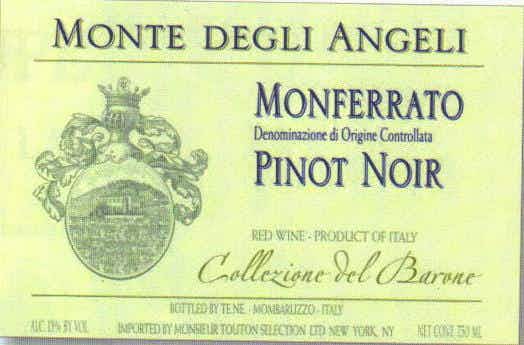 MONTE DEGLI ANGELI
MONFERRATO
Denominazione di Origine Controllata
PINOT NOIR
RED WINE - PRODUCT OF ITALY
Collezione del Barone
BOTTLED BY TE.NE. - MOMBARUZZO - ITALY
ALC. 13% BY VOL. IMPORTED BY MONSIEUR TOUTON SELECTION LTD NEW YORK, NY NET CONT. 750 ML